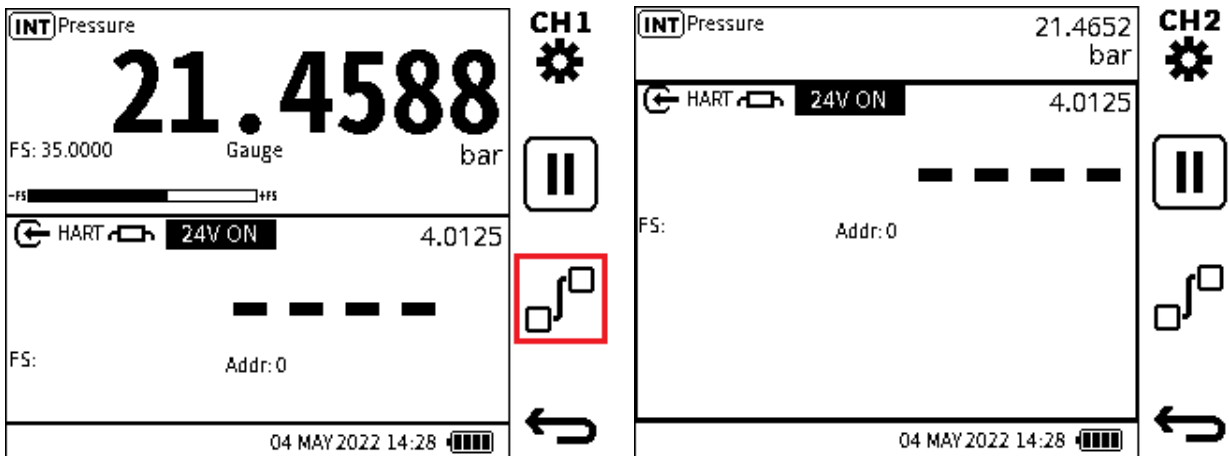 INT Pressure
21.4588
FS: 35.0000 Gauge bar
-FS +FS
HART 24V ON 4.0125
– – – –
FS: Addr: 0
04 MAY 2022 14:28
CH1
INT Pressure 21.4652
bar
HART 24V ON 4.0125
– – – –
FS: Addr: 0
04 MAY 2022 14:28
CH2